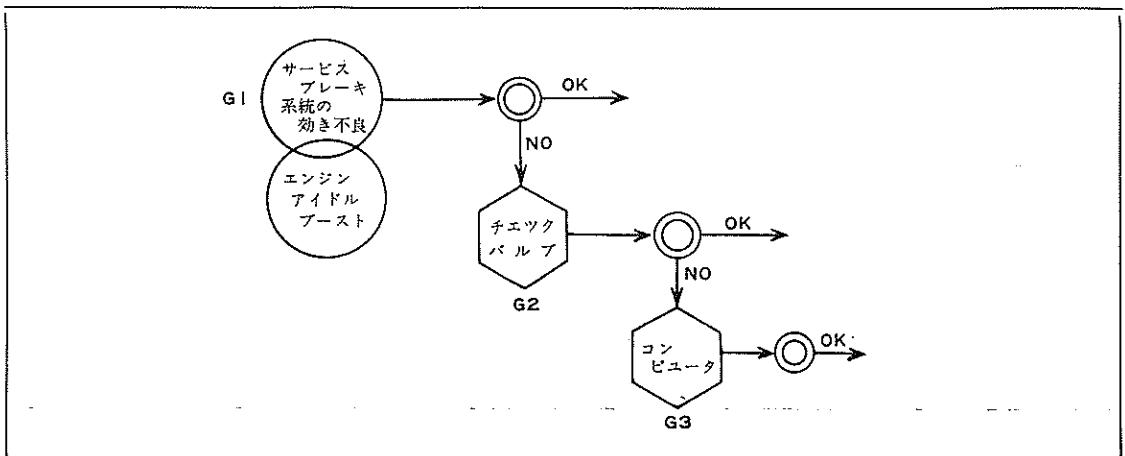 G1
サービス
ブレーキ
系統の
効き不良
エンジン
アイドル
ブースト
OK
NO
チエツク
バルブ
G2
OK
NO
コン
ピユータ
G3
OK